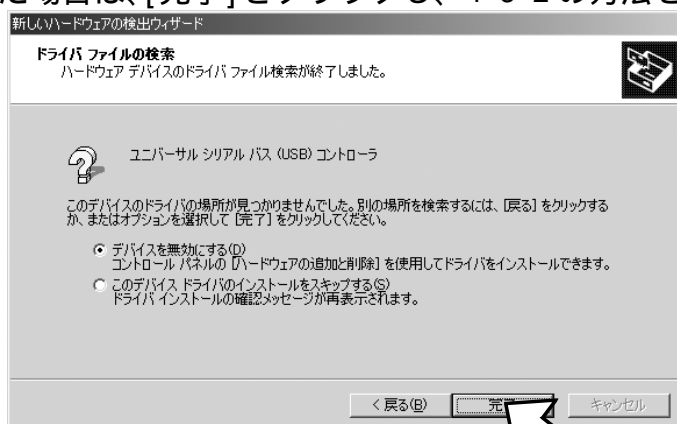 新しいハードウェアの検出ウィザード
ドライバ ファイルの検索
ハードウェア デバイスのドライバ ファイル検索が終了しました。
ユニバーサル シリアル バス (USB) コントローラ
このデバイスのドライバの場所が見つかりませんでした。別の場所を検索するには、[戻る] をクリックする
か、またはオプションを選択して [完了] をクリックしてください。
デバイスを無効にする(D)
コントロール パネルの [ハードウェアの追加と削除] を使用してドライバをインストールできます。
このデバイス ドライバのインストールをスキップする(S)
ドライバ インストールの確認メッセージが再表示されます。
< 戻る(B)
完
キャンセル